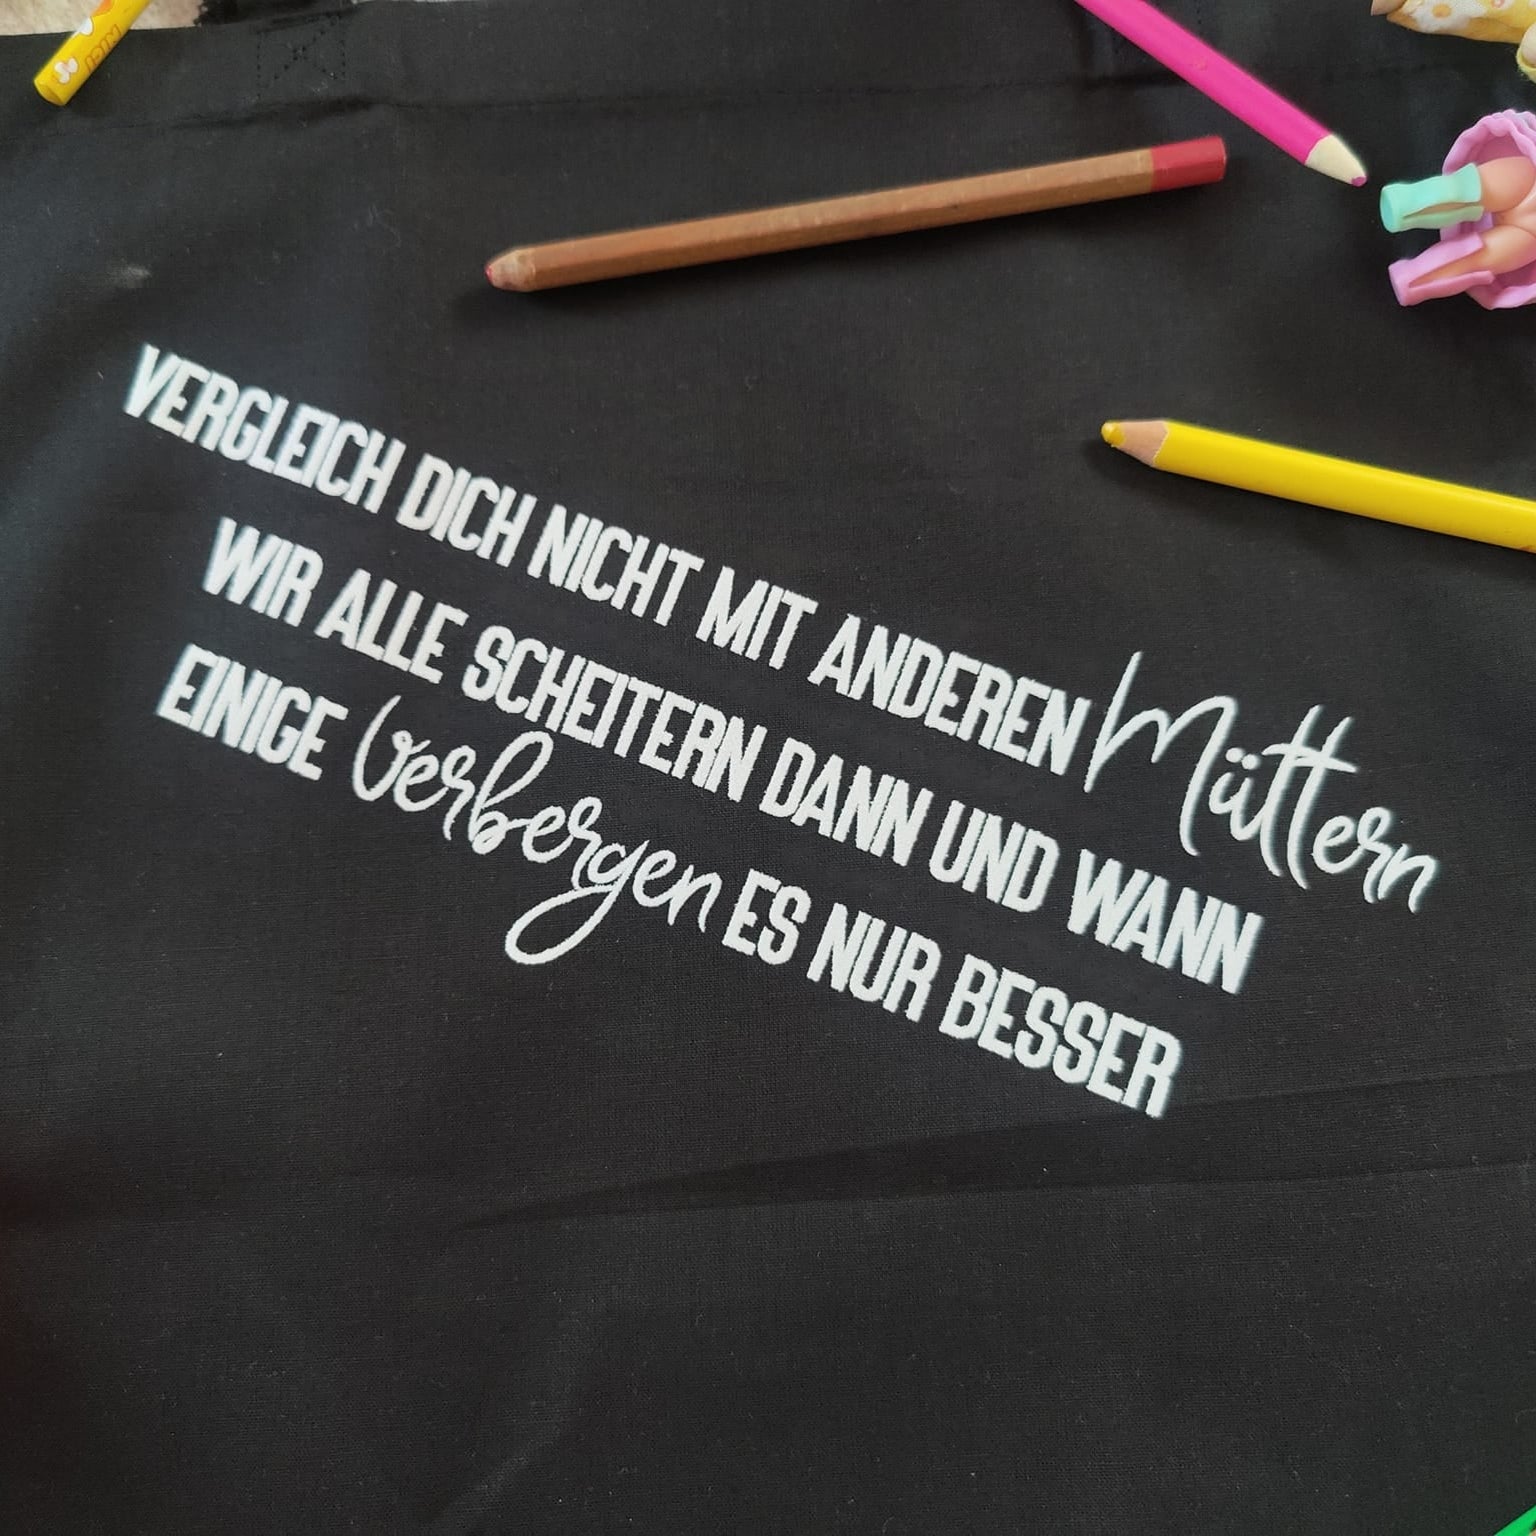 VERGLEICH DICH NICHT MIT ANDEREN Müttern
WIR ALLE SCHEITERN DANN UND WANN
EINIGE verbergen ES NUR BESSER